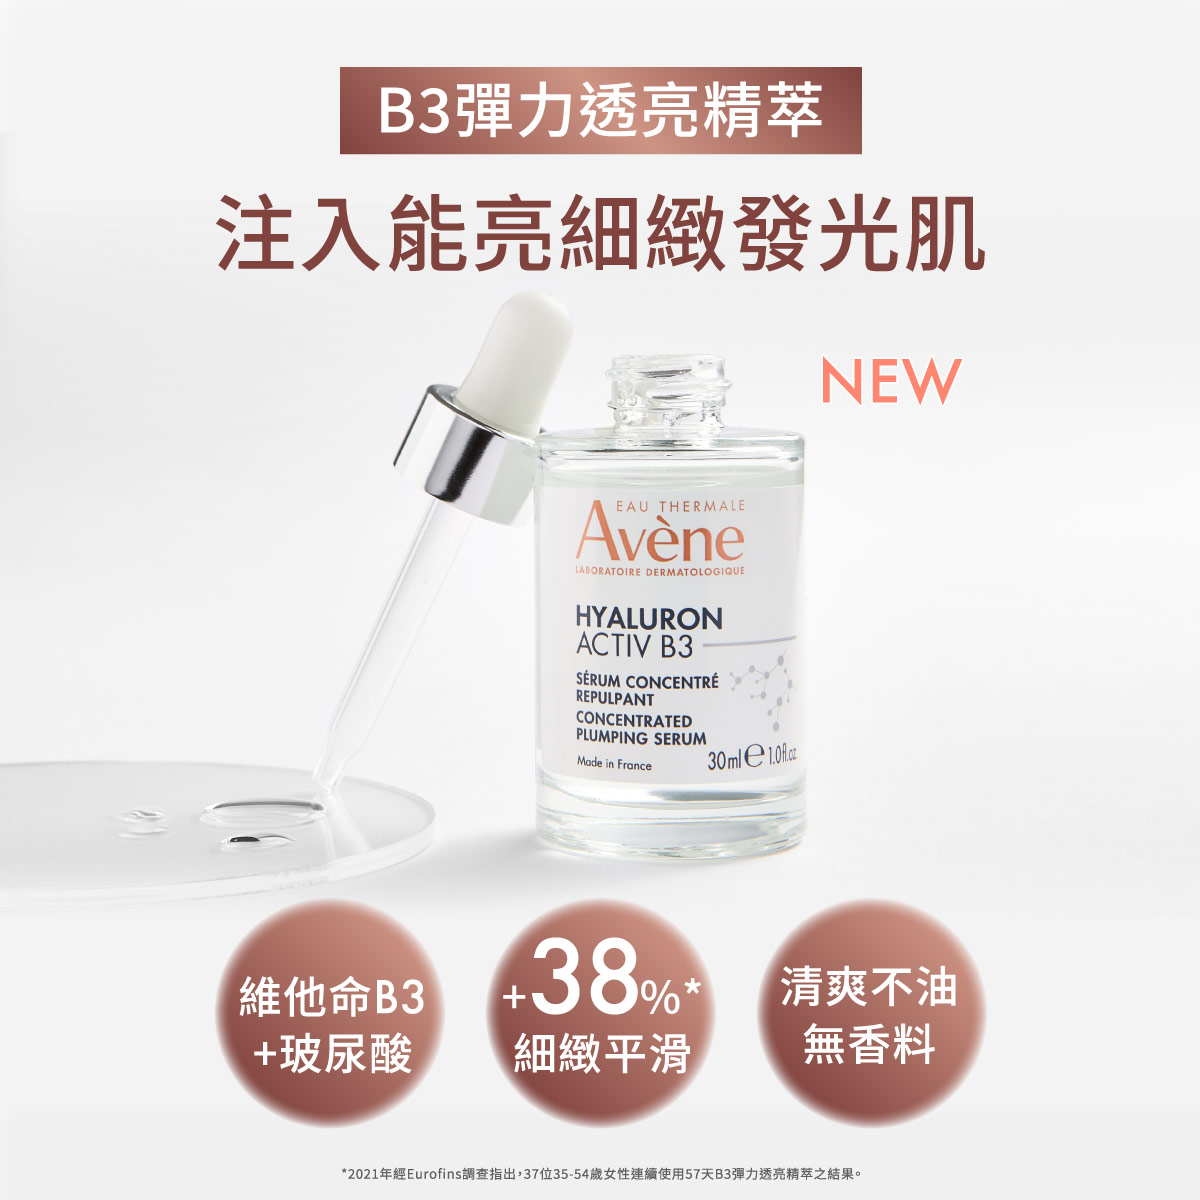 B3彈力透亮精萃
注入能亮細緻發光肌
NEW
EAU THERMALE
Avène
LABORATOIRE DERMATOLOGIQUE
HYALURON
ACTIV B3
SÉRUM CONCENTRÉ
REPULPANT
CONCENTRATED
PLUMPING SERUM
Made in France
30ml℮1.0fl.oz.
維他命B3
+玻尿酸
+38%*
細緻平滑
清爽不油
無香料
*2021年經Eurofins調查指出，37位35-54歲女性連續使用57天B3彈力透亮精萃之結果。